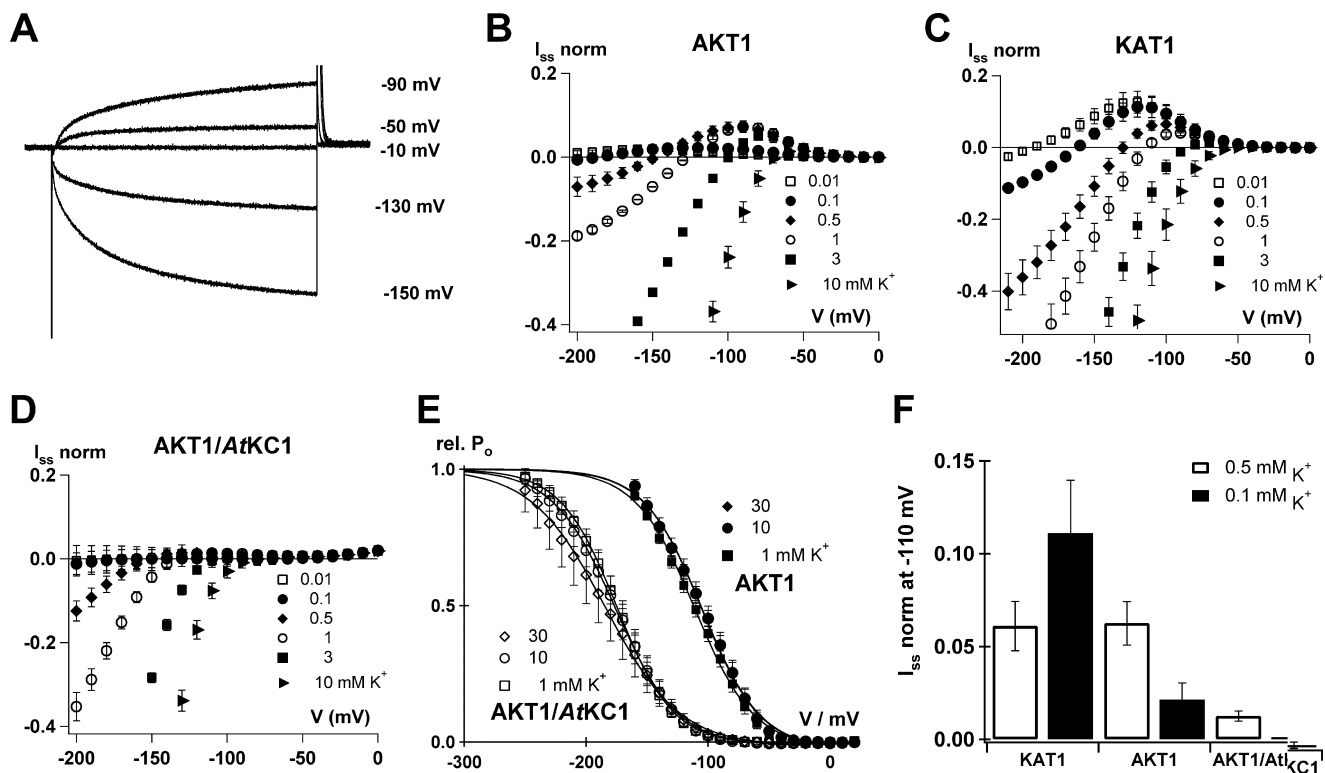 A
-90 mV
-50 mV
-10 mV
-130 mV
-150 mV
B
I_ss norm
AKT1
0.2
0.0
-0.2
-0.4
0.01
0.1
0.5
1
3
10 mM K⁺
V (mV)
-200 -150 -100 -50 0
C
I_ss norm
KAT1
0.2
0.0
-0.2
-0.4
0.01
0.1
0.5
1
3
10 mM K⁺
V (mV)
-200 -150 -100 -50 0
D
I_ss norm
AKT1/AtKC1
0.2
0.0
-0.2
-0.4
0.01
0.1
0.5
1
3
10 mM K⁺
V (mV)
-200 -150 -100 -50 0
E
rel. P_o
1.0
0.5
0.0
30
10
1 mM K⁺
AKT1
30
10
1 mM K⁺
AKT1/AtKC1
V / mV
-300 -200 -100 0
F
I_ss norm at -110 mV
0.15
0.10
0.05
0.00
0.5 mM K⁺
0.1 mM K⁺
KAT1 AKT1 AKT1/AtKC1